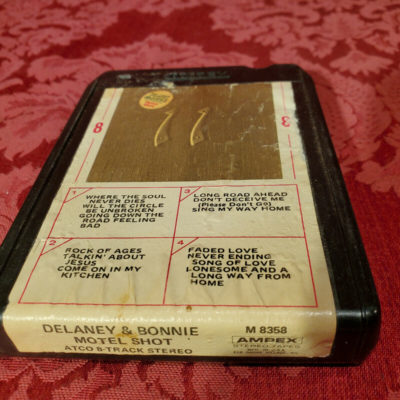 8
3
1
WHERE THE SOUL
NEVER DIES
WILL THE CIRCLE
BE UNBROKEN
GOING DOWN THE
ROAD FEELING
BAD
3
LONG ROAD AHEAD
DON'T DECEIVE ME
(Please Don't Go)
SING MY WAY HOME
2
ROCK OF AGES
TALKIN' ABOUT
JESUS
COME ON IN MY
KITCHEN
4
FADED LOVE
NEVER ENDING
SONG OF LOVE
LONESOME AND A
LONG WAY FROM
HOME
DELANEY & BONNIE
MOTEL SHOT
ATCO 8-TRACK STEREO
M 8358
AMPEX
STEREO TAPES